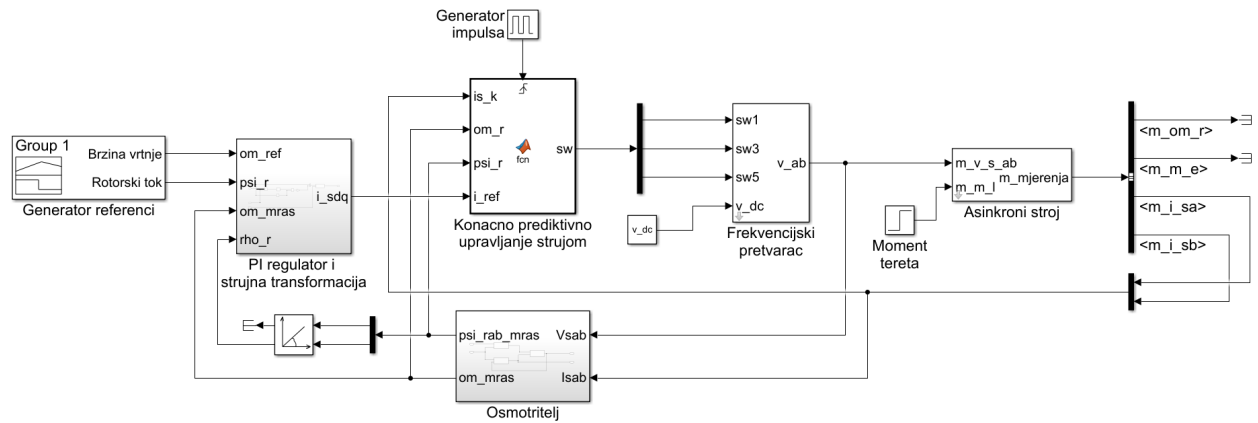 Generator
impulsa
Group 1
Brzina vrtnje
Rotorski tok
Generator referenci
om_ref
psi_r
om_mras
rho_r
i_sdq
PI regulator i
strujna transformacija
is_k
om_r
psi_r
i_ref
fcn
sw
Konacno prediktivno
upravljanje strujom
sw1
sw3
sw5
v_dc
v_ab
v_dc
Frekvencijski
pretvarac
m_v_s_ab
m_m_l
m_mjerenja
Asinkroni stroj
Moment
tereta
<m_om_r>
<m_m_e>
<m_i_sa>
<m_i_sb>
psi_rab_mras
om_mras
Vsab
Isab
Osmotritelj